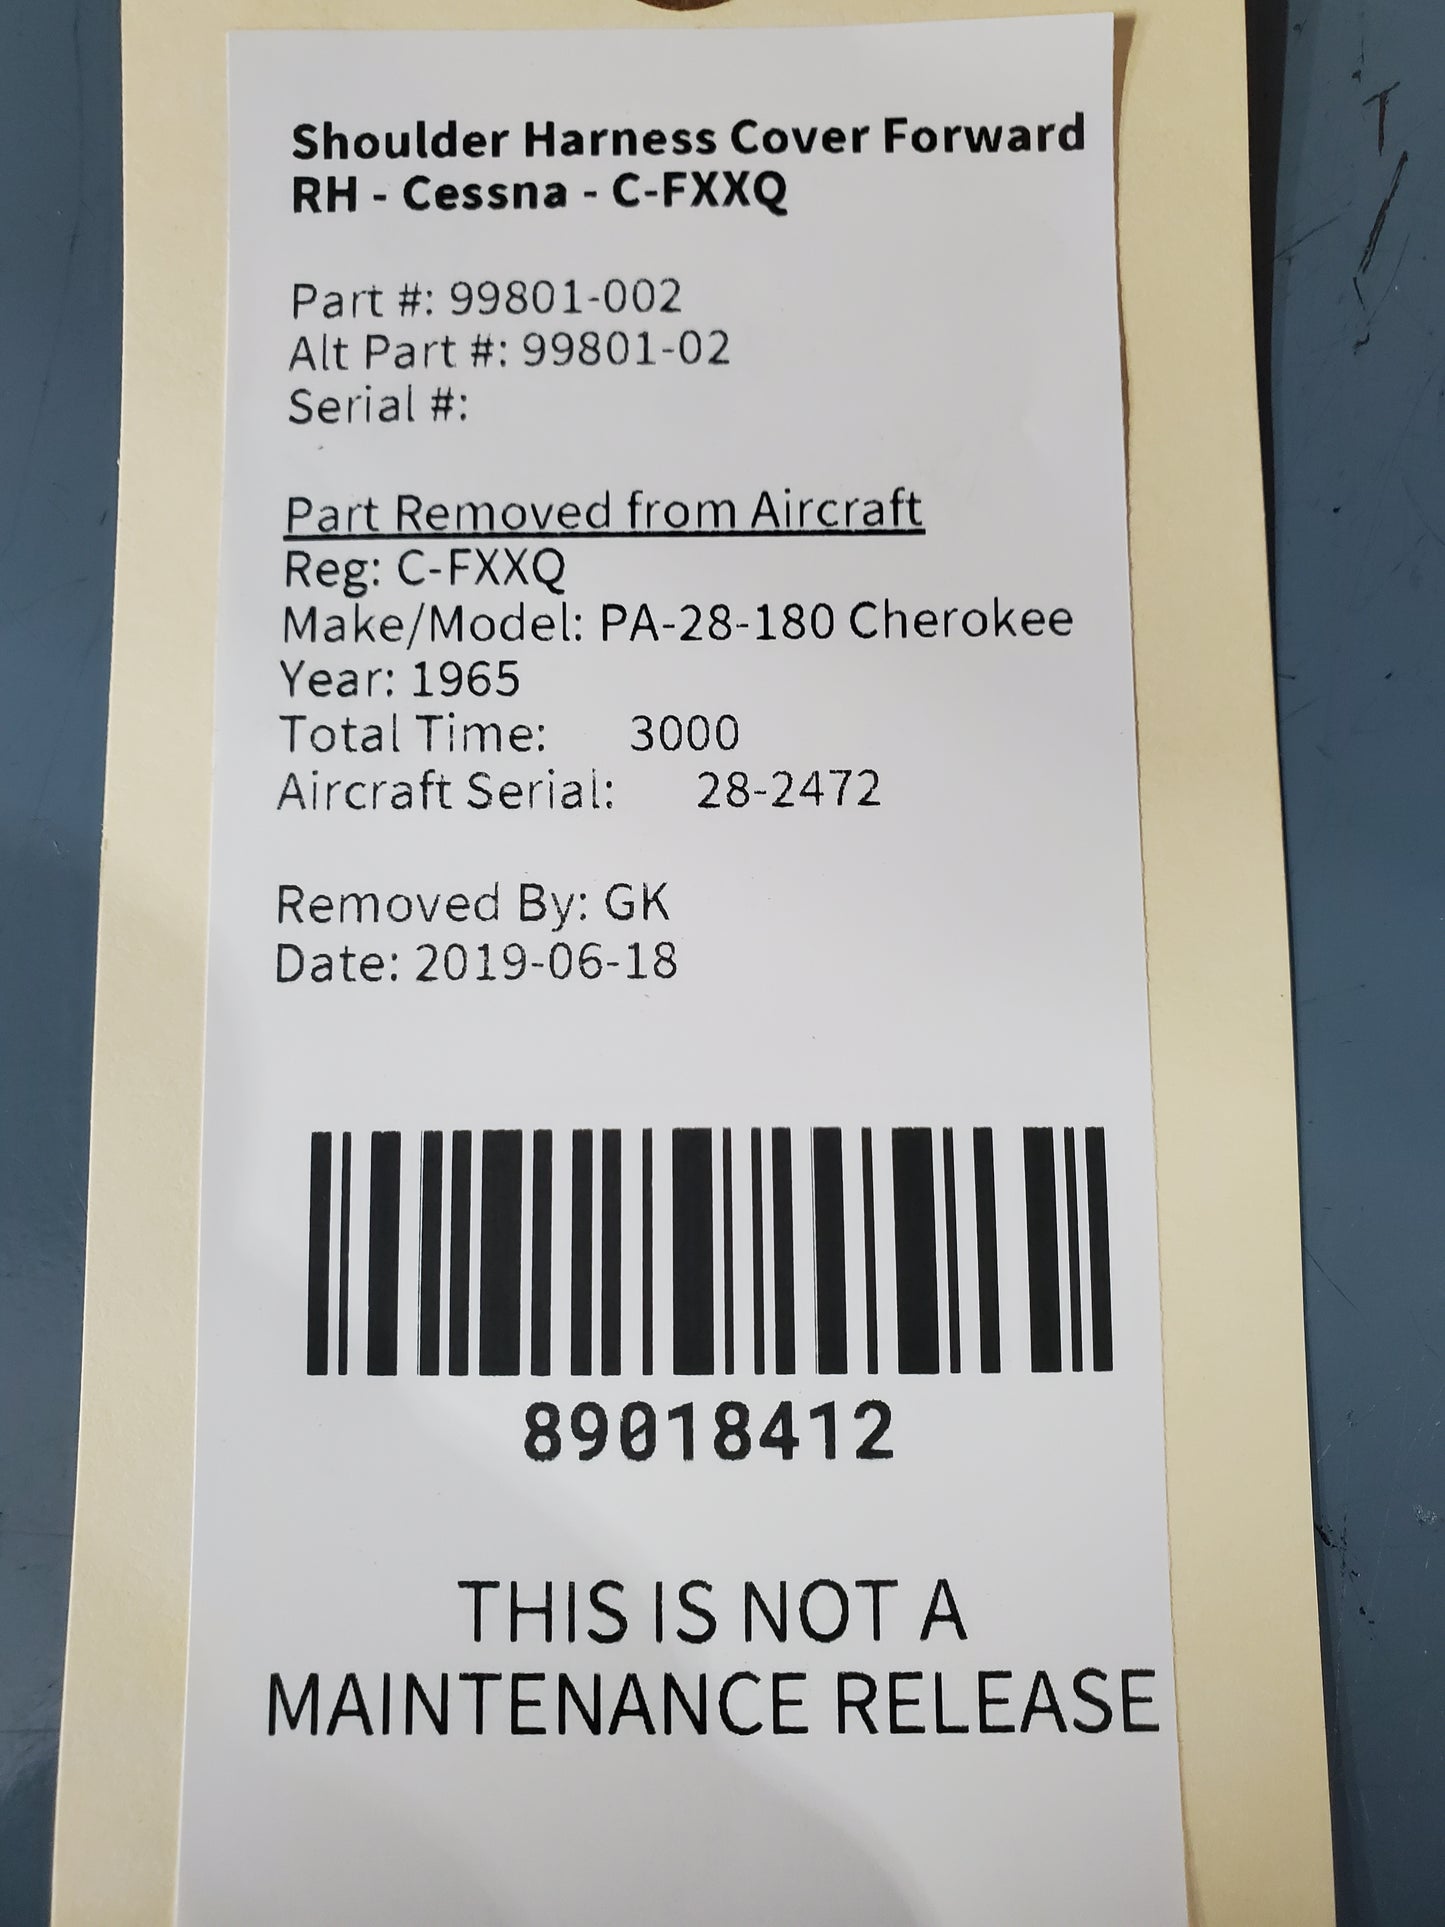 Shoulder Harness Cover Forward
RH - Cessna - C-FXXQ
Part #: 99801-002
Alt Part #: 99801-02
Serial #:
Part Removed from Aircraft
Reg: C-FXXQ
Make/Model: PA-28-180 Cherokee
Year: 1965
Total Time: 3000
Aircraft Serial: 28-2472
Removed By: GK
Date: 2019-06-18
89018412
THIS IS NOT A
MAINTENANCE RELEASE